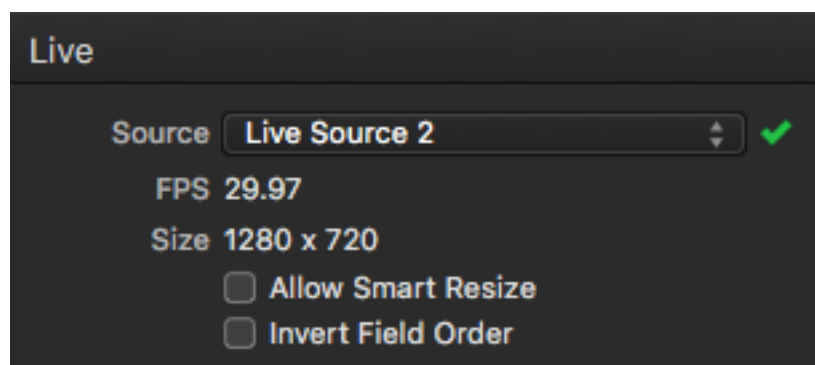 Live
Source Live Source 2
FPS 29.97
Size 1280 x 720
Allow Smart Resize
Invert Field Order